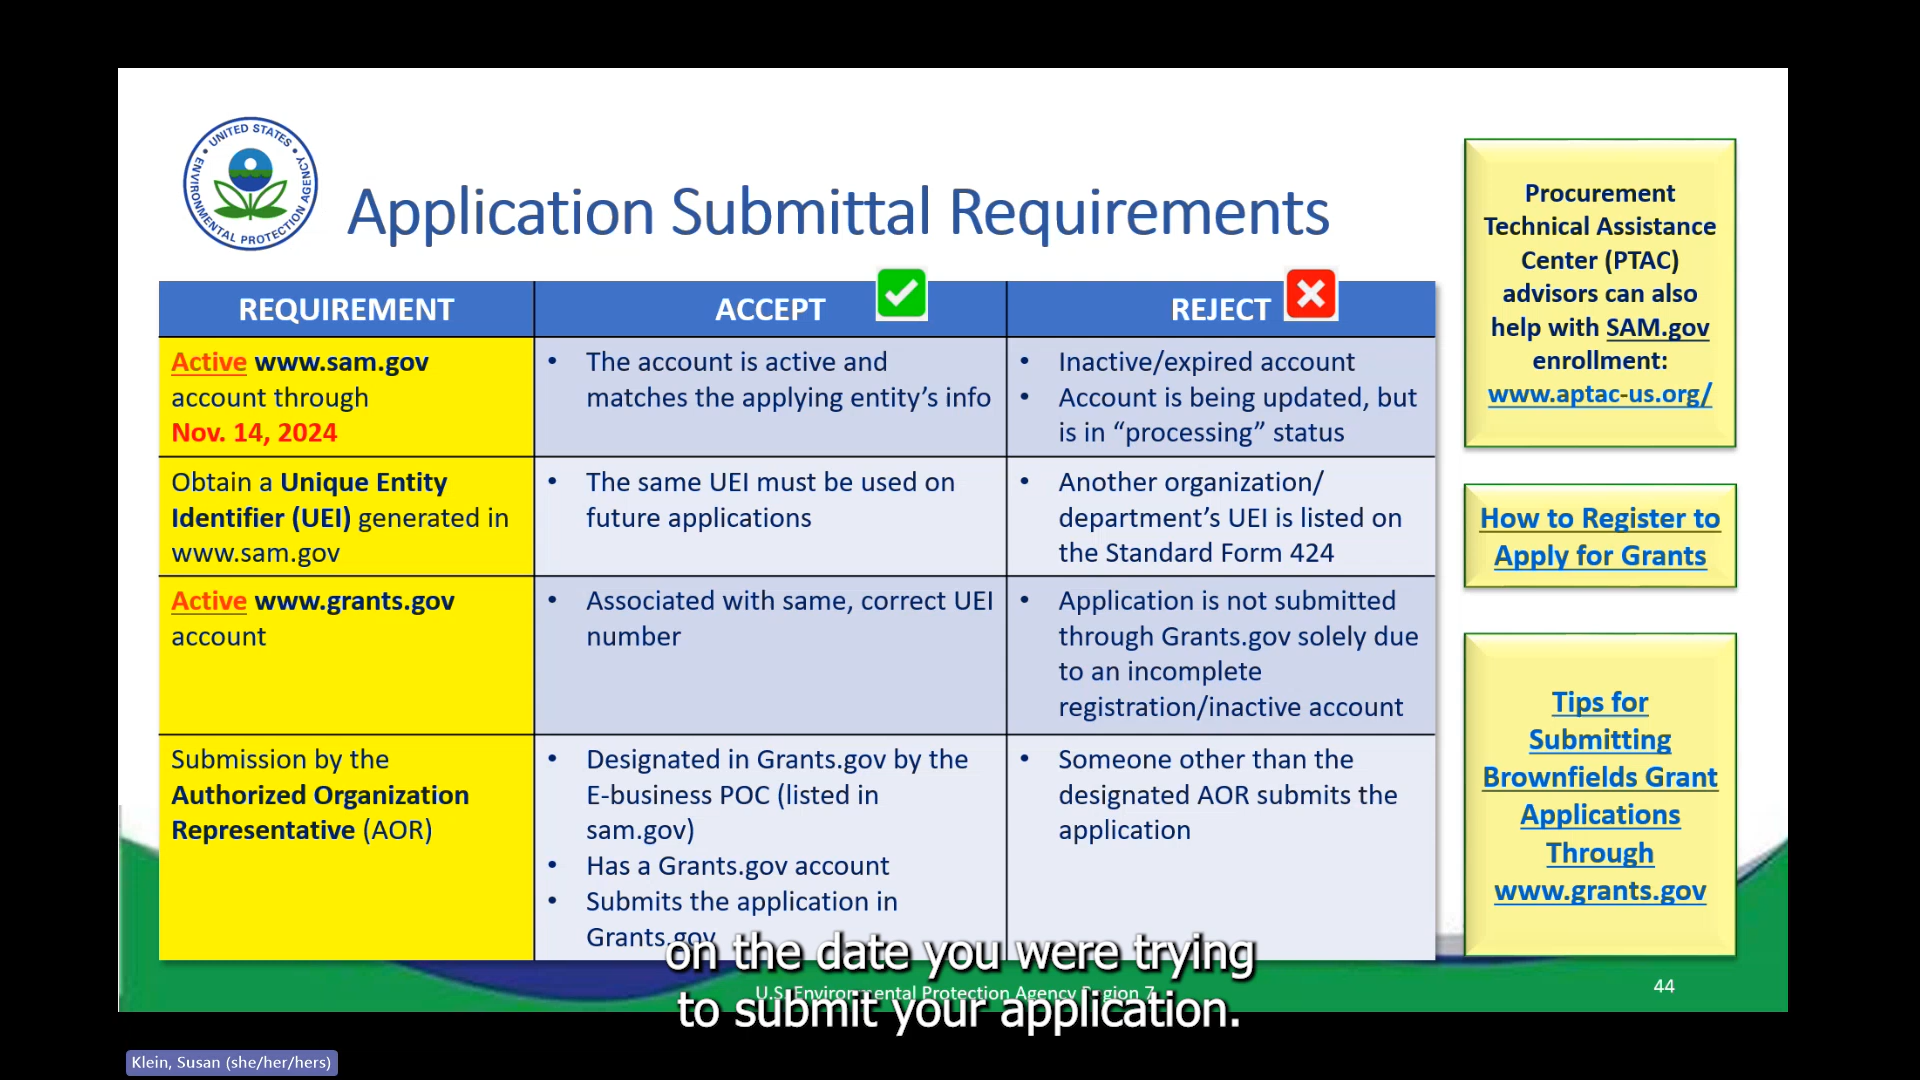 UNITED STATES
ENVIRONMENTAL PROTECTION AGENCY
Application Submittal Requirements
REQUIREMENT
ACCEPT
REJECT
Active www.sam.gov
account through
Nov. 14, 2024
• The account is active and
matches the applying entity’s info
• Inactive/expired account
• Account is being updated, but
is in “processing” status
Obtain a Unique Entity
Identifier (UEI) generated in
www.sam.gov
• The same UEI must be used on
future applications
• Another organization/
department’s UEI is listed on
the Standard Form 424
Active www.grants.gov
account
• Associated with same, correct UEI
number
• Application is not submitted
through Grants.gov solely due
to an incomplete
registration/inactive account
Submission by the
Authorized Organization
Representative (AOR)
• Designated in Grants.gov by the
E-business POC (listed in
sam.gov)
• Has a Grants.gov account
• Submits the application in
Grants.gov
• Someone other than the
designated AOR submits the
application
Procurement
Technical Assistance
Center (PTAC)
advisors can also
help with SAM.gov
enrollment:
www.aptac-us.org/
How to Register to
Apply for Grants
Tips for
Submitting
Brownfields Grant
Applications
Through
www.grants.gov
on the date you were trying
to submit your application.
U.S. Environmental Protection Agency Region 7
44
Klein, Susan (she/her/hers)